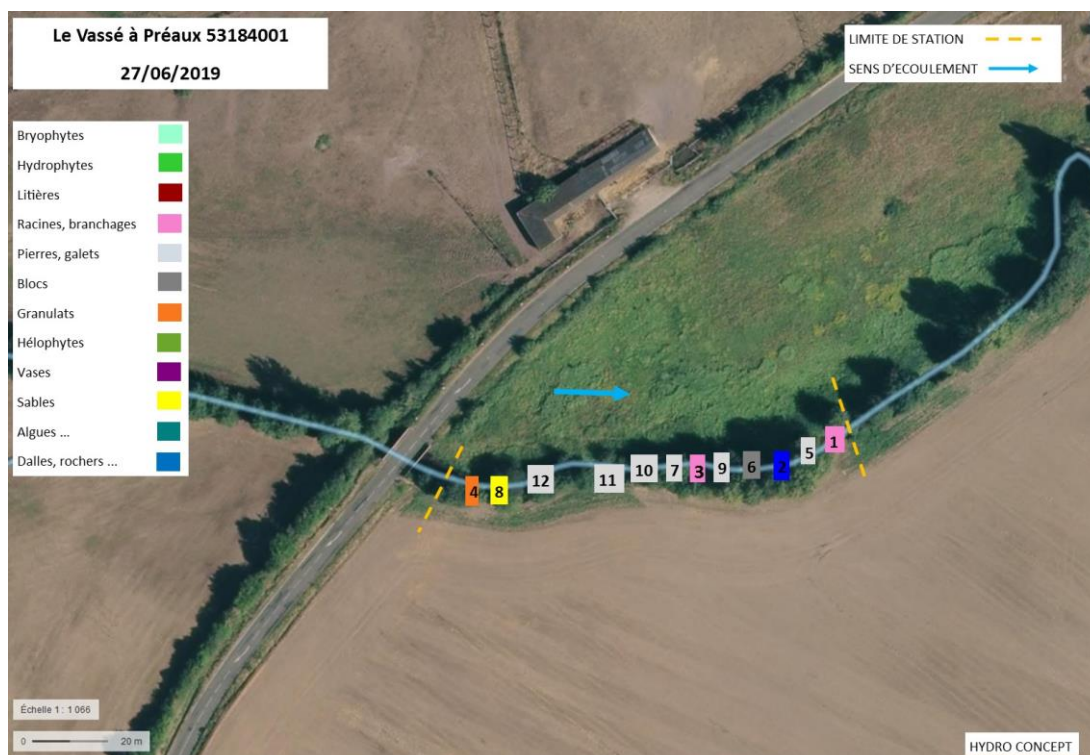 Le Vassé à Préaux 53184001
27/06/2019
LIMITE DE STATION
SENS D'ECOULEMENT
Bryophytes
Hydrophytes
Litières
Racines, branchages
Pierres, galets
Blocs
Granulats
Hélophytes
Vases
Sables
Algues ...
Dalles, rochers ...
4 8 12 11 10 7 3 9 6 2 5 1
Échelle 1 : 1 066
0 20 m
HYDRO CONCEPT